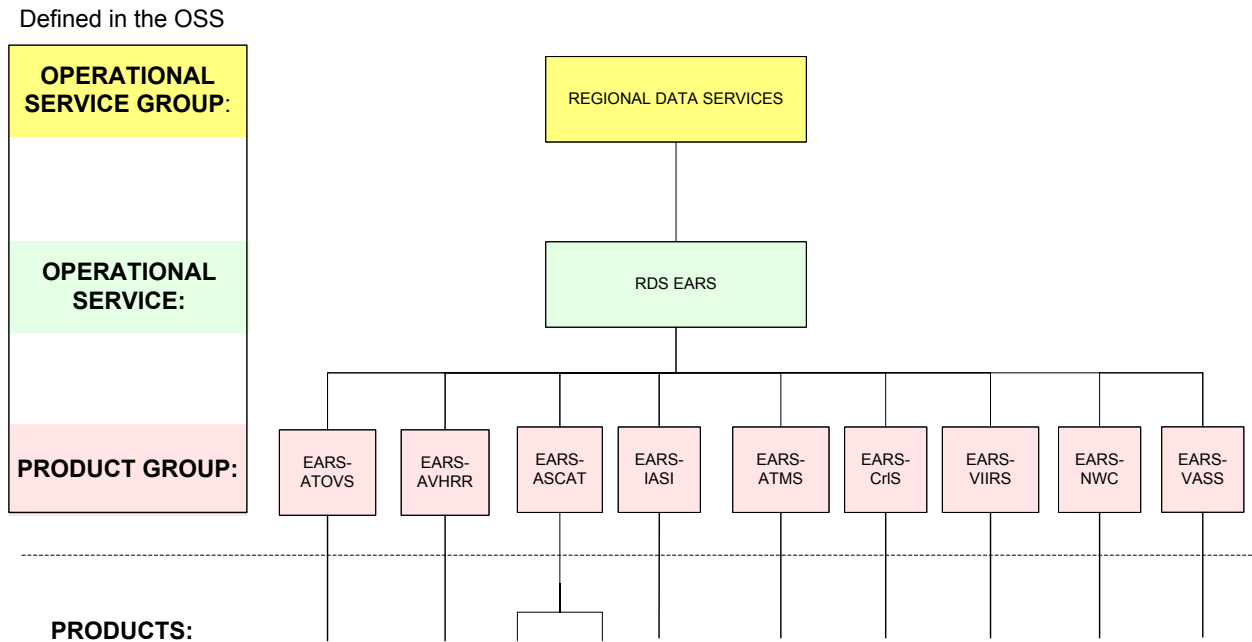 Defined in the OSS
OPERATIONAL
SERVICE GROUP:
REGIONAL DATA SERVICES
OPERATIONAL
SERVICE:
RDS EARS
PRODUCT GROUP:
EARS-
ATOVS
EARS-
AVHRR
EARS-
ASCAT
EARS-
IASI
EARS-
ATMS
EARS-
CrIS
EARS-
VIIRS
EARS-
NWC
EARS-
VASS
PRODUCTS: